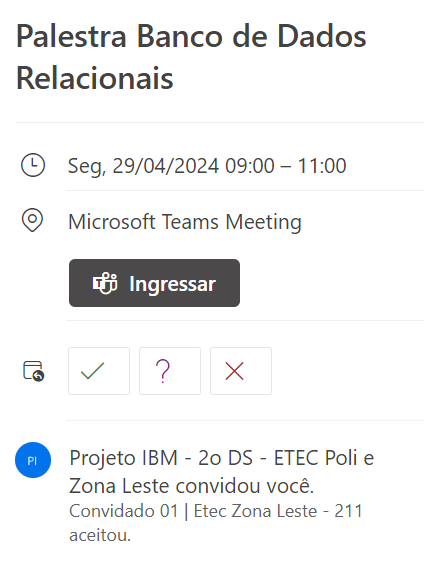 Palestra Banco de Dados
Relacionais
Seg, 29/04/2024 09:00 – 11:00
Microsoft Teams Meeting
Ingressar
?
PI
Projeto IBM - 2o DS - ETEC Poli e
Zona Leste convidou você.
Convidado 01 | Etec Zona Leste - 211
aceitou.